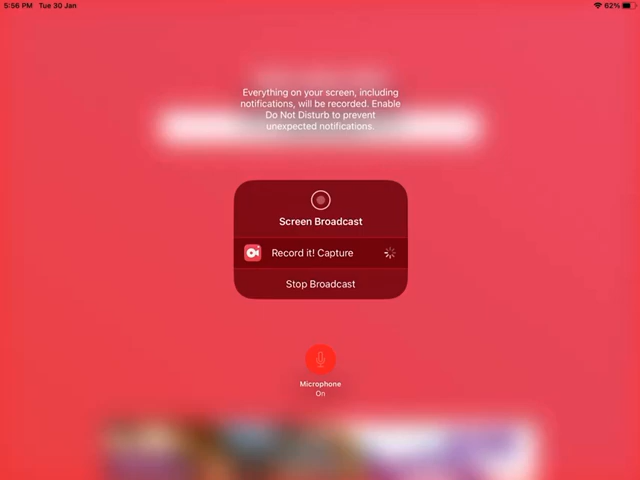 5:56 PM Tue 30 Jan
62%
Everything on your screen, including
notifications, will be recorded. Enable
Do Not Disturb to prevent
unexpected notifications.
Screen Broadcast
Record it! Capture
Stop Broadcast
Microphone
On